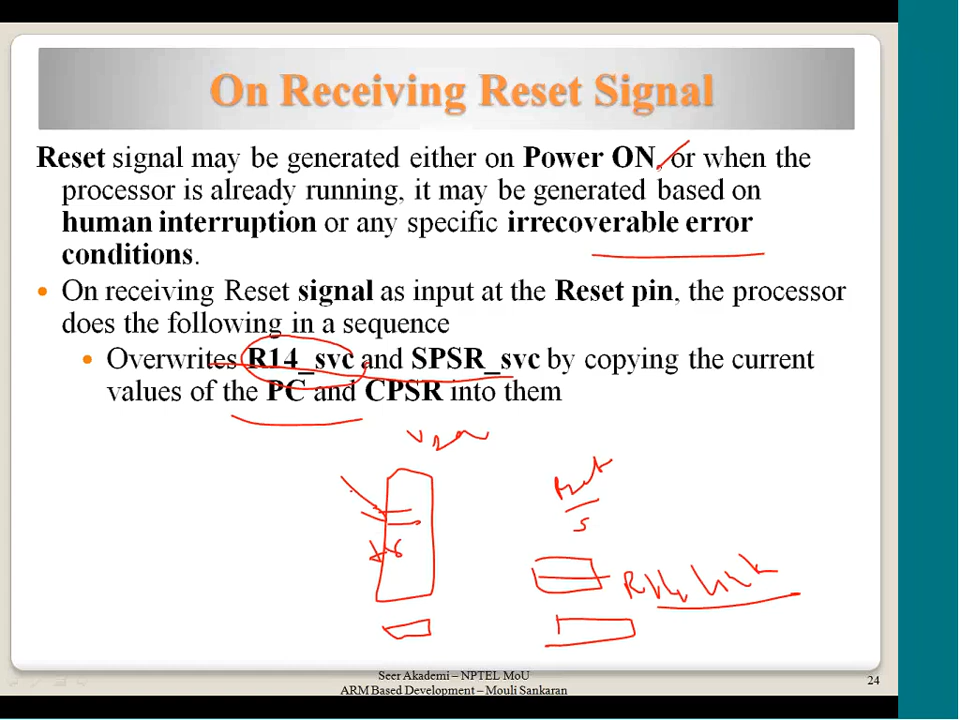 On Receiving Reset Signal
Reset signal may be generated either on Power ON, or when the
processor is already running, it may be generated based on
human interruption or any specific irrecoverable error
conditions.
• On receiving Reset signal as input at the Reset pin, the processor
does the following in a sequence
• Overwrites R14_svc and SPSR_svc by copying the current
values of the PC and CPSR into them
Seer Akademi – NPTEL MoU
ARM Based Development – Mouli Sankaran
24